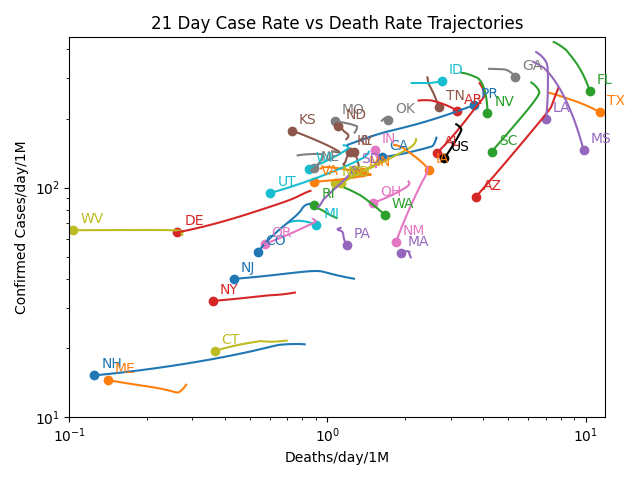 21 Day Case Rate vs Death Rate Trajectories
Confirmed Cases/day/1M
10²
10¹
10⁻¹
10⁰
10¹
Deaths/day/1M
GA
ID
FL
TN
AR
PR
TX
NV
MO
ND
OK
LA
KS
SC
MS
IN
CA
US
UT
AZ
OH
RI
WA
WV
DE
MI
OR
CO
PA
NM
MA
NJ
NY
CT
NH
ME
VA